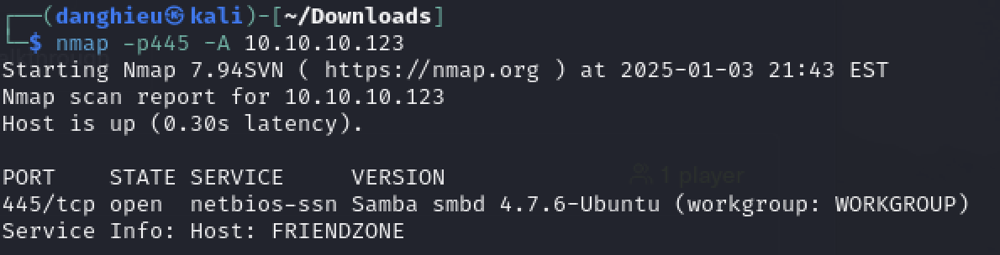 ┌──(danghieu㉿kali)-[~/Downloads]
└─$ nmap -p445 -A 10.10.10.123
Starting Nmap 7.94SVN ( https://nmap.org ) at 2025-01-03 21:43 EST
Nmap scan report for 10.10.10.123
Host is up (0.30s latency).
PORT    STATE SERVICE     VERSION
1 player
445/tcp open  netbios-ssn Samba smbd 4.7.6-Ubuntu (workgroup: WORKGROUP)
Service Info: Host: FRIENDZONE